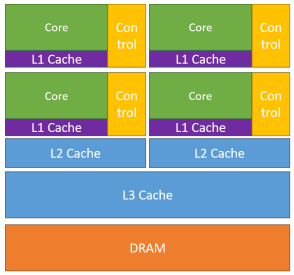 Core
Con
trol
L1 Cache
Core
Con
trol
L1 Cache
Core
Con
trol
L1 Cache
Core
Con
trol
L1 Cache
L2 Cache
L2 Cache
L3 Cache
DRAM